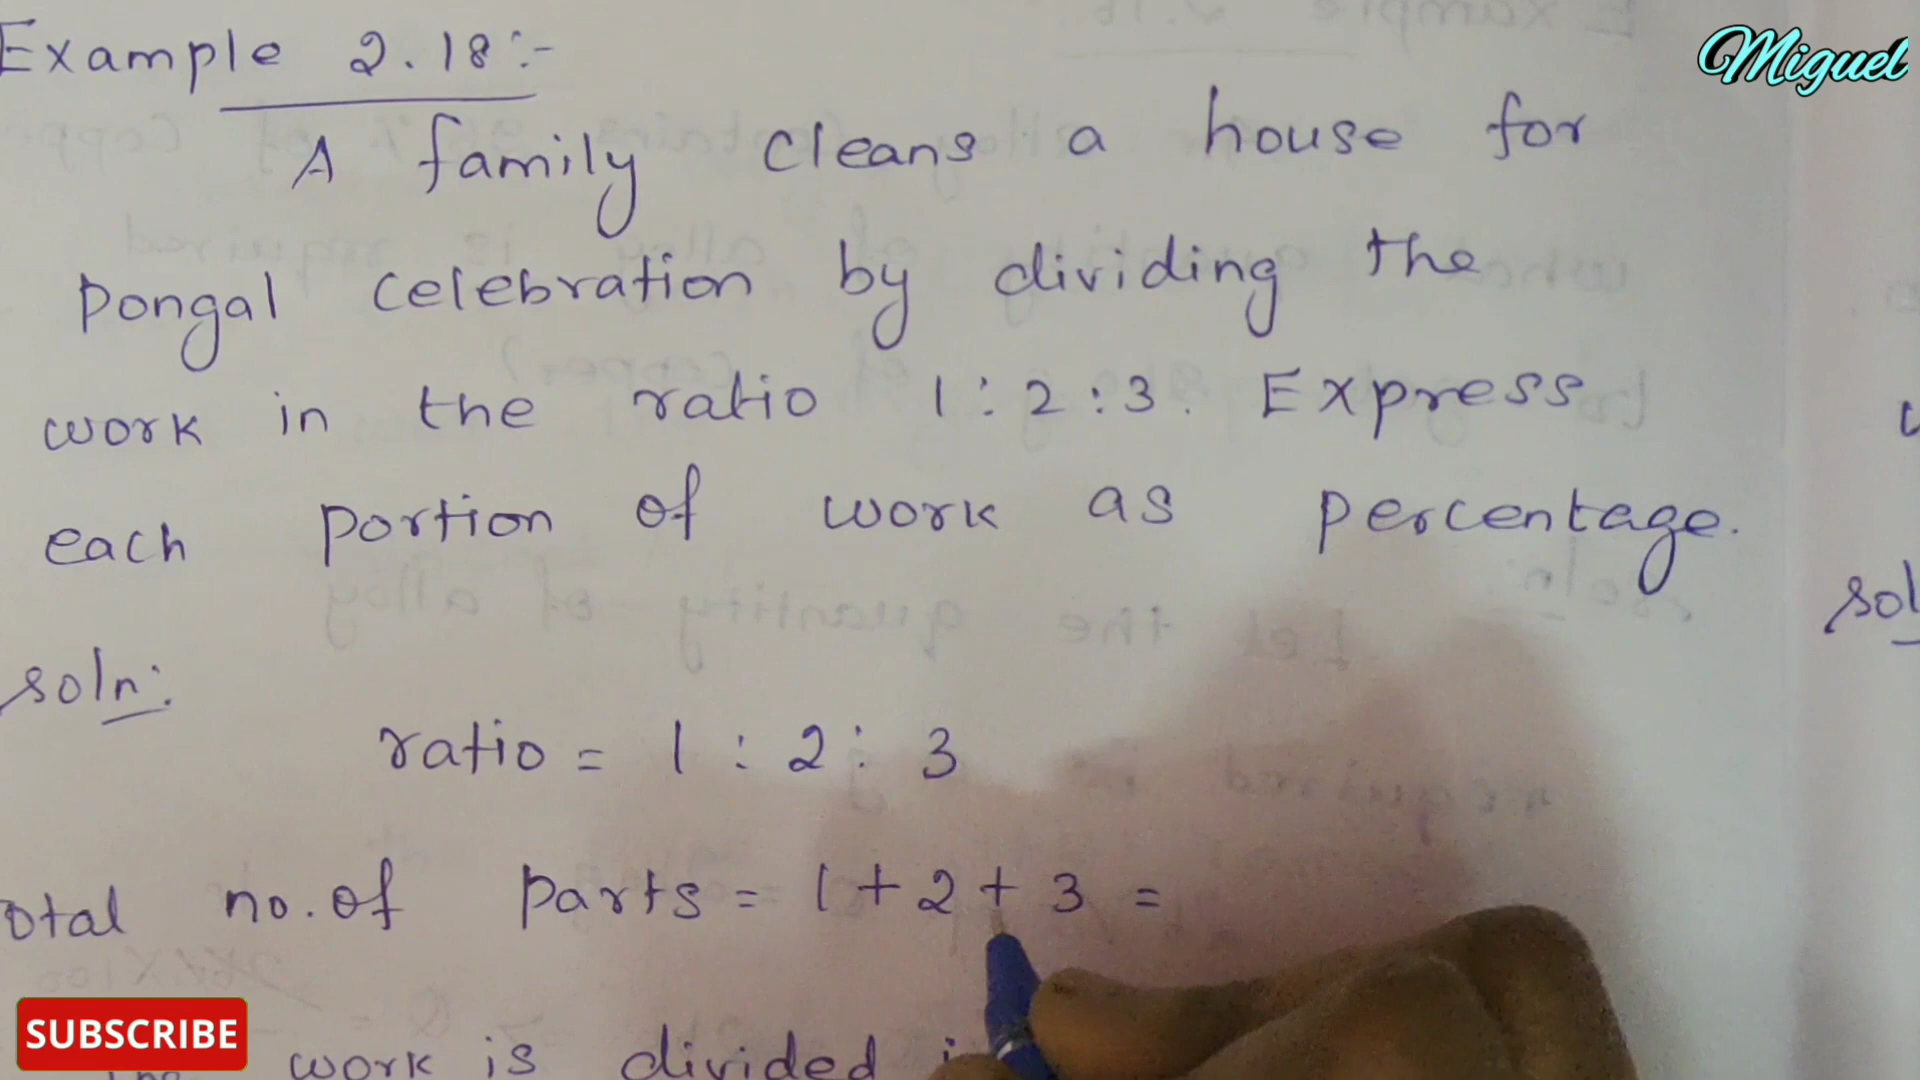 Example 2.18:-
Miguel
A family cleans a house for
Pongal celebration by dividing the
work in the ratio 1:2:3. Express
each portion of work as percentage.
soln:
sol
ratio = 1 : 2 : 3
otal no. of parts = 1+2+3 =
SUBSCRIBE
work is divided